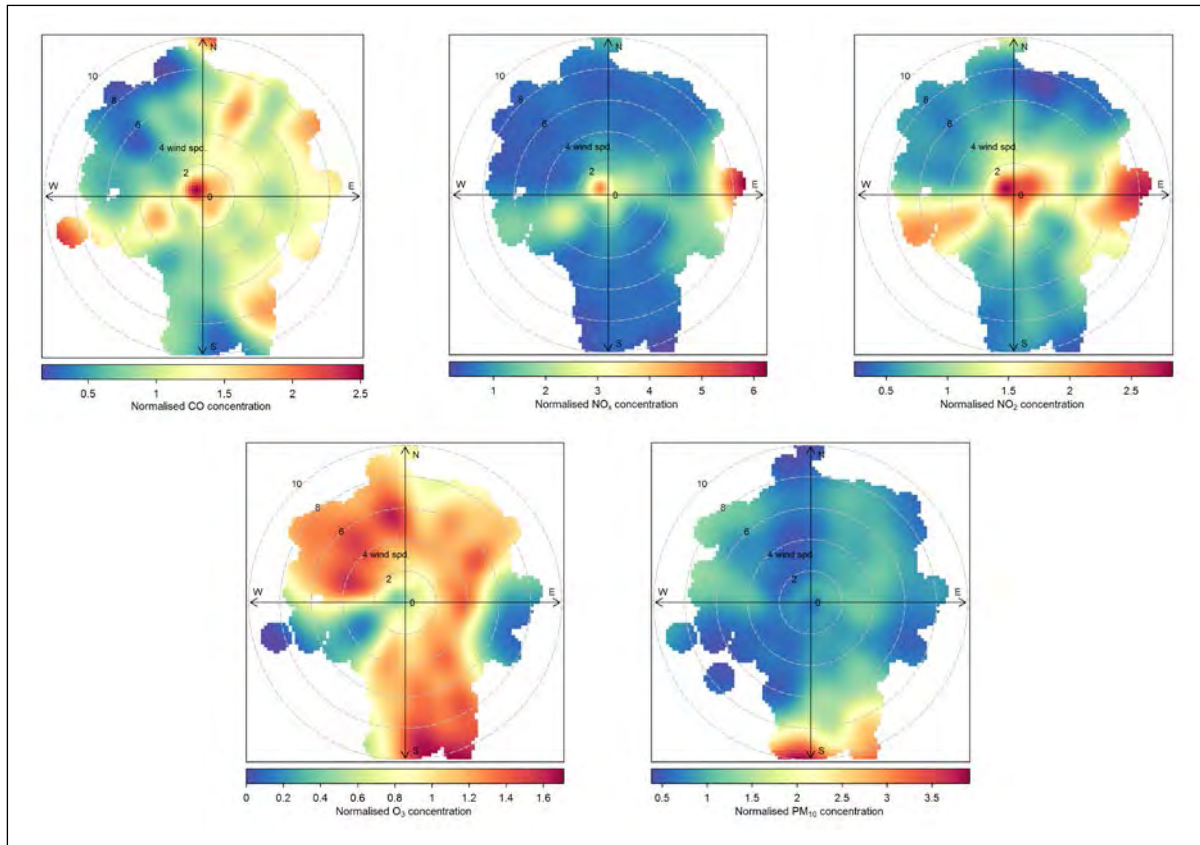 N
10
8
6
4 wind spd.
2
W
0
E
S
0.5 1 1.5 2 2.5
Normalised CO concentration
N
10
8
6
4 wind spd.
2
W
0
E
S
1 2 3 4 5 6
Normalised NOx concentration
N
10
8
6
4 wind spd.
2
W
0
E
S
0.5 1 1.5 2 2.5
Normalised NO2 concentration
N
10
8
6
4 wind spd.
2
W
0
E
S
0 0.2 0.4 0.6 0.8 1 1.2 1.4 1.6
Normalised O3 concentration
N
10
8
6
4 wind spd.
2
W
0
E
S
1 1.5 2 2.5 3 3.5
Normalised PM10 concentration